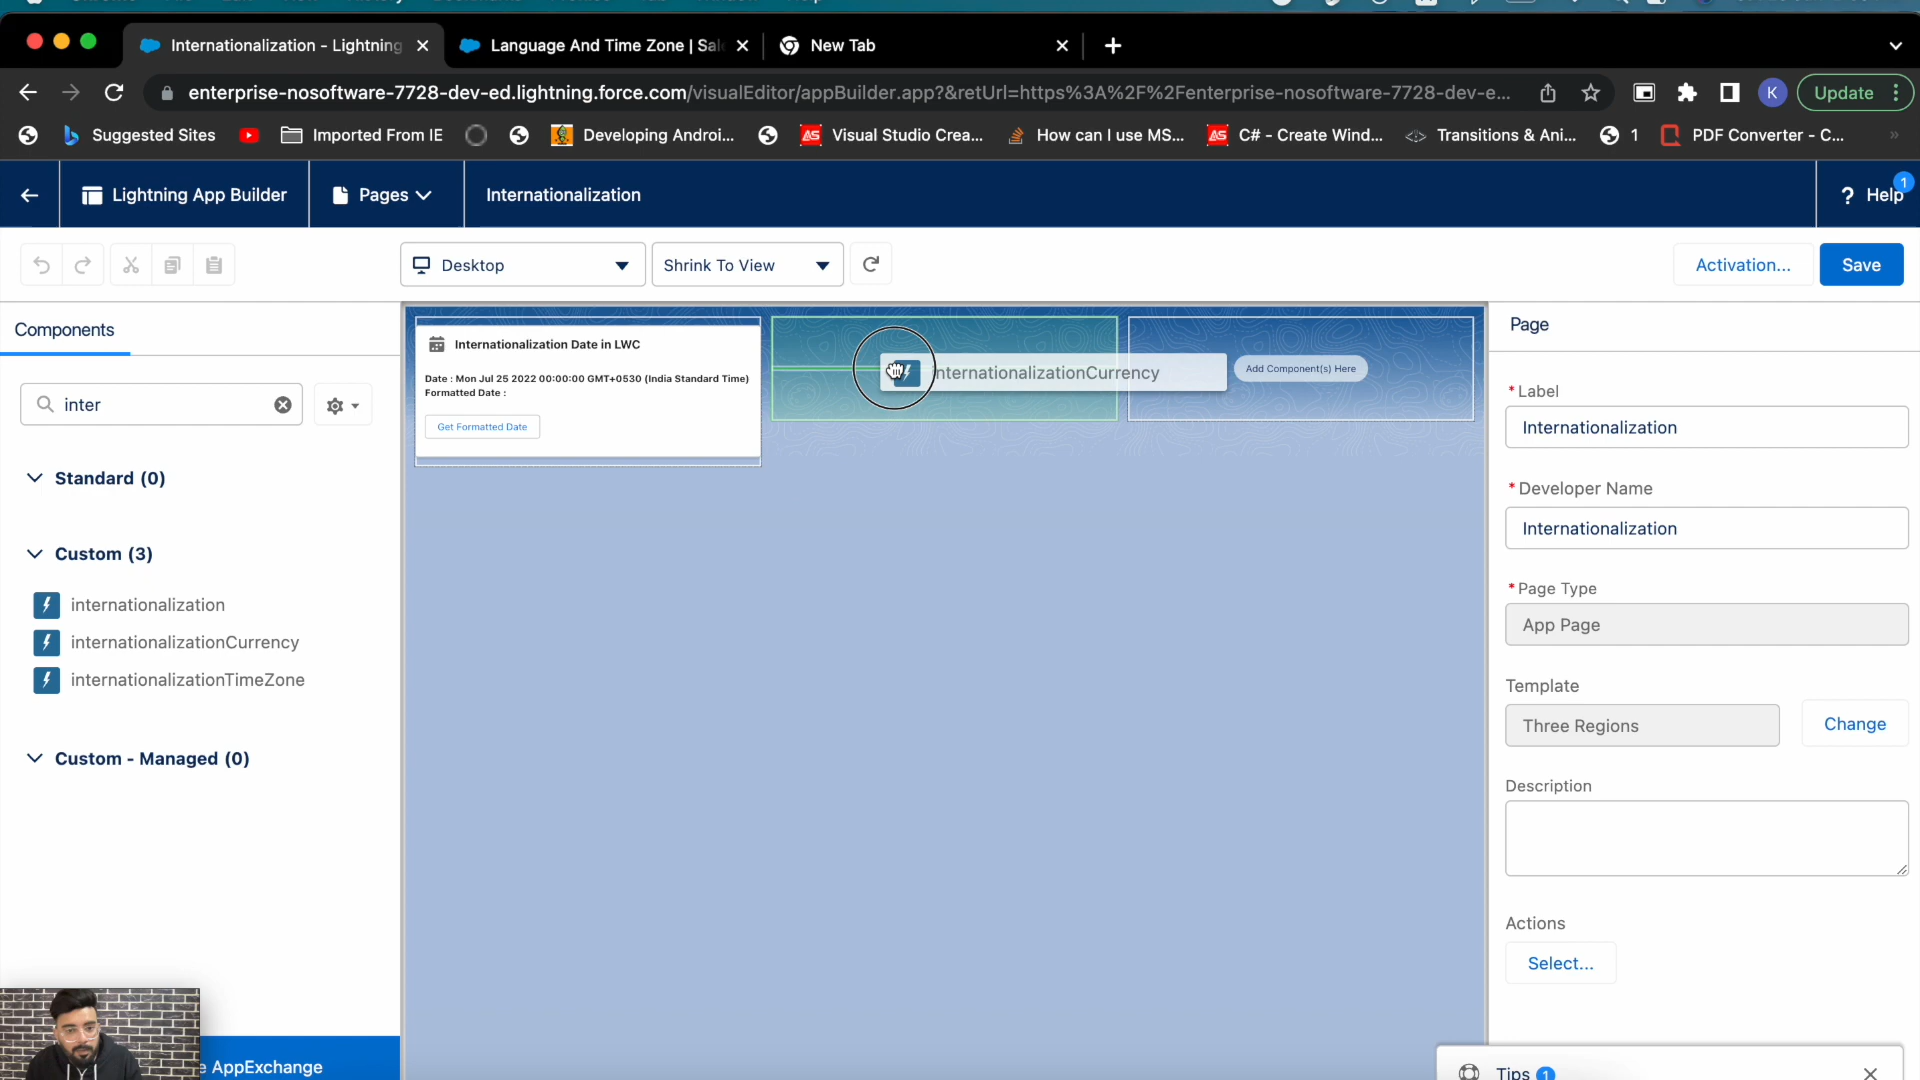 Internationalization - Lightning
Language And Time Zone | Sal
New Tab
enterprise-nosoftware-7728-dev-ed.lightning.force.com/visualEditor/appBuilder.app?&retUrl=https%3A%2F%2Fenterprise-nosoftware-7728-dev-e...
K
Update
Suggested Sites
Imported From IE
Developing Androi...
Visual Studio Crea...
How can I use MS...
C# - Create Wind...
Transitions & Ani...
1
PDF Converter - C...
Lightning App Builder
Pages
Internationalization
? Help
1
Desktop
Shrink To View
Activation...
Save
Components
inter
Standard (0)
Custom (3)
internationalization
internationalizationCurrency
internationalizationTimeZone
Custom - Managed (0)
e AppExchange
Internationalization Date in LWC
Date : Mon Jul 25 2022 00:00:00 GMT+0530 (India Standard Time)
Formatted Date :
Get Formatted Date
internationalizationCurrency
Add Component(s) Here
Page
* Label
Internationalization
* Developer Name
Internationalization
* Page Type
App Page
Template
Three Regions
Change
Description
Actions
Select...
Tips 1